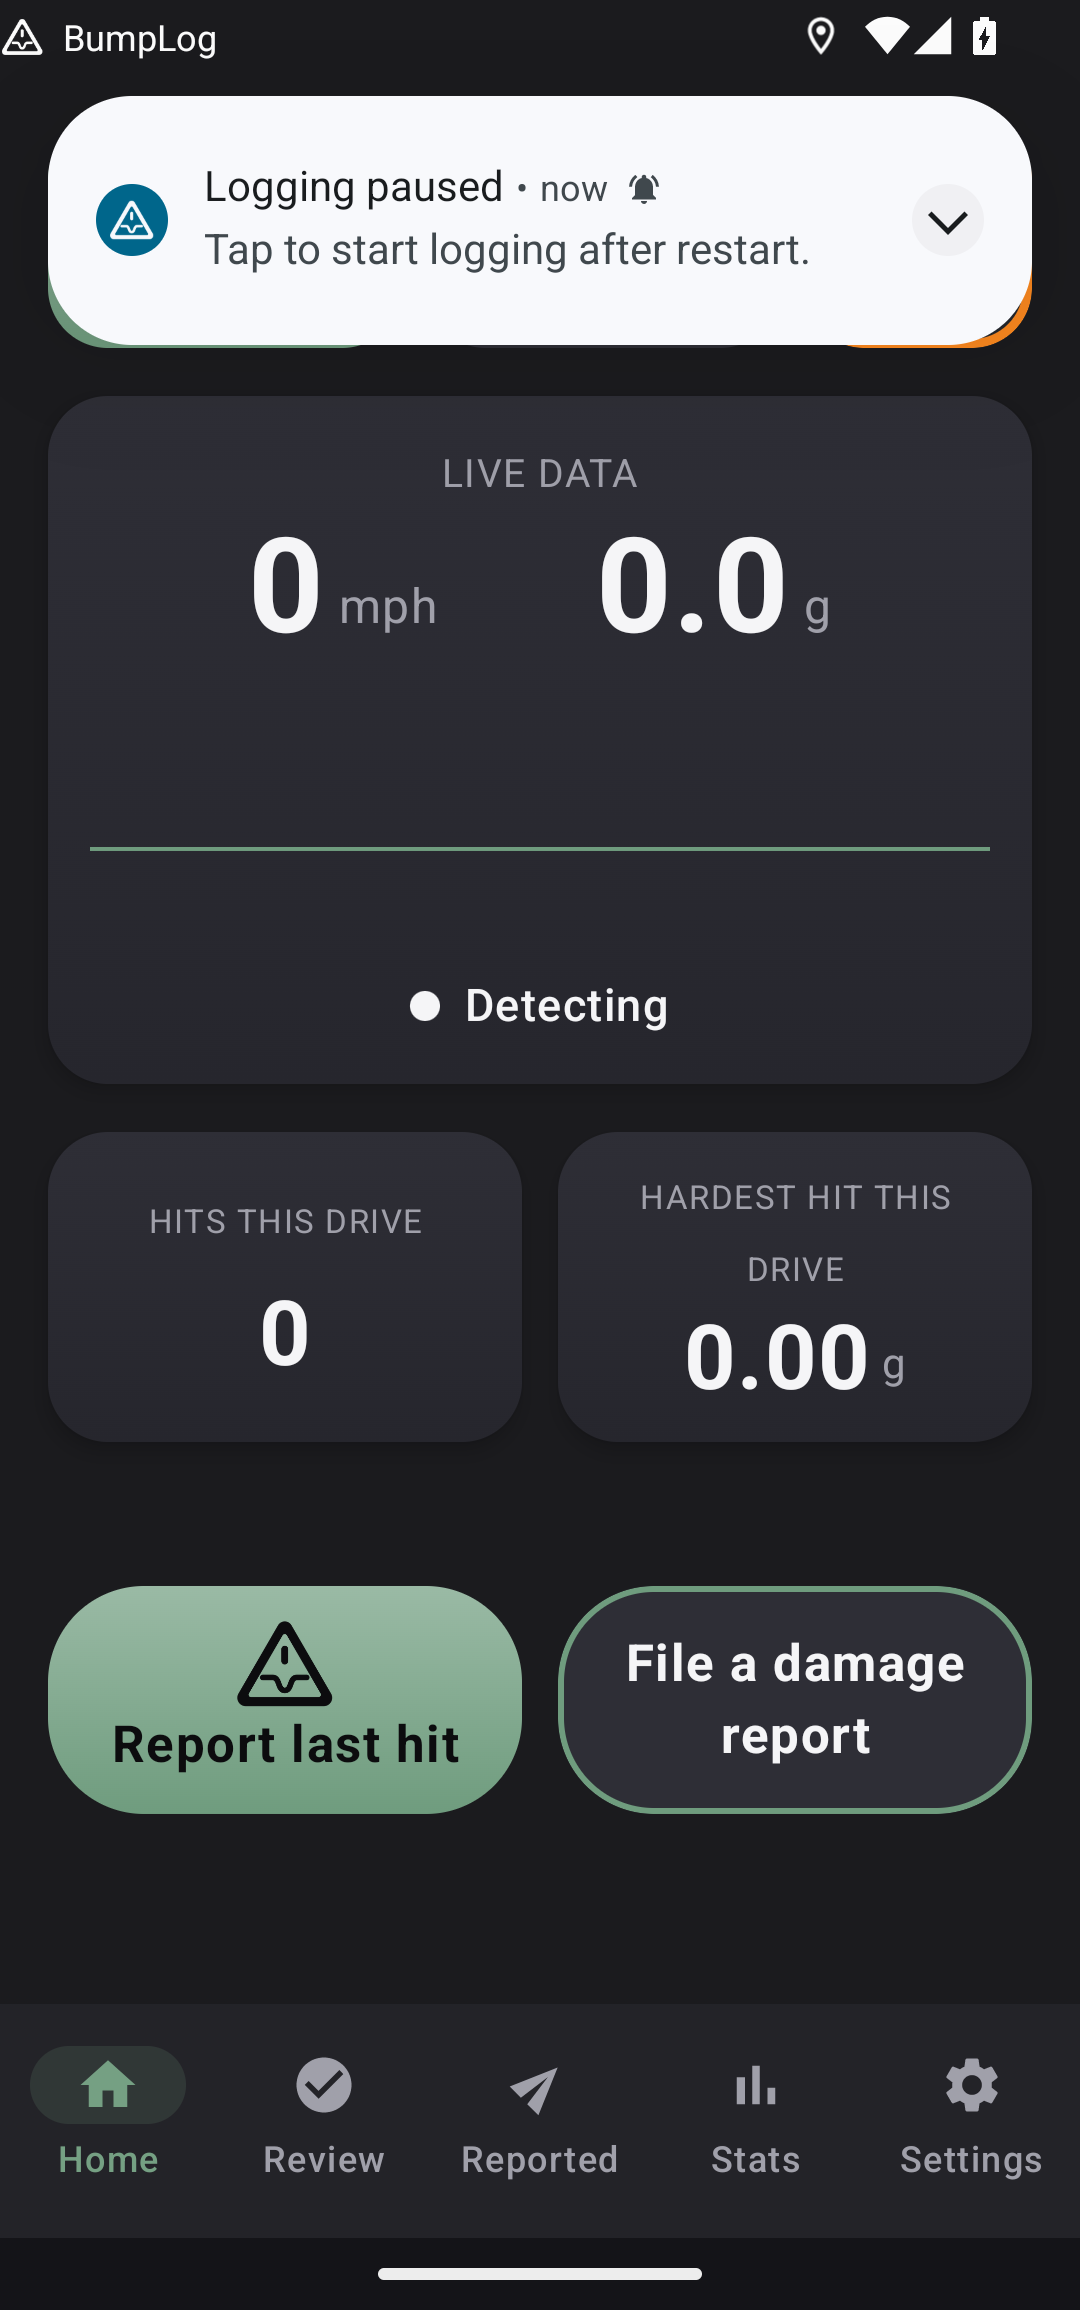 BumpLog
Logging paused • now
Tap to start logging after restart.
LIVE DATA
0 mph 0.0 g
Detecting
HITS THIS DRIVE
0
HARDEST HIT THIS
DRIVE
0.00 g
Report last hit
File a damage
report
Home Review Reported Stats Settings